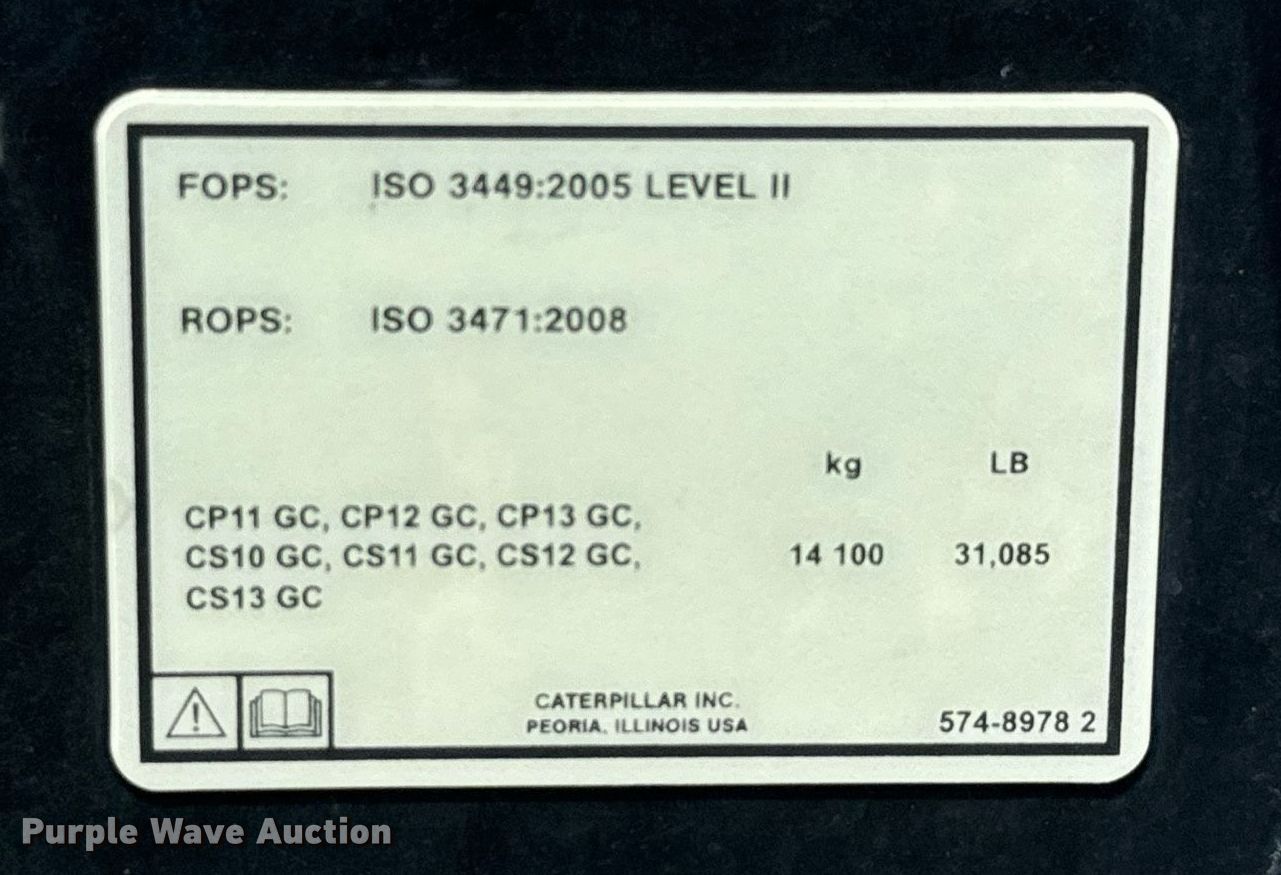 FOPS: ISO 3449:2005 LEVEL II
ROPS: ISO 3471:2008
kg LB
CP11 GC, CP12 GC, CP13 GC,
CS10 GC, CS11 GC, CS12 GC, 14 100 31,085
CS13 GC
CATERPILLAR INC.
PEORIA, ILLINOIS USA
574-8978 2
Purple Wave Auction